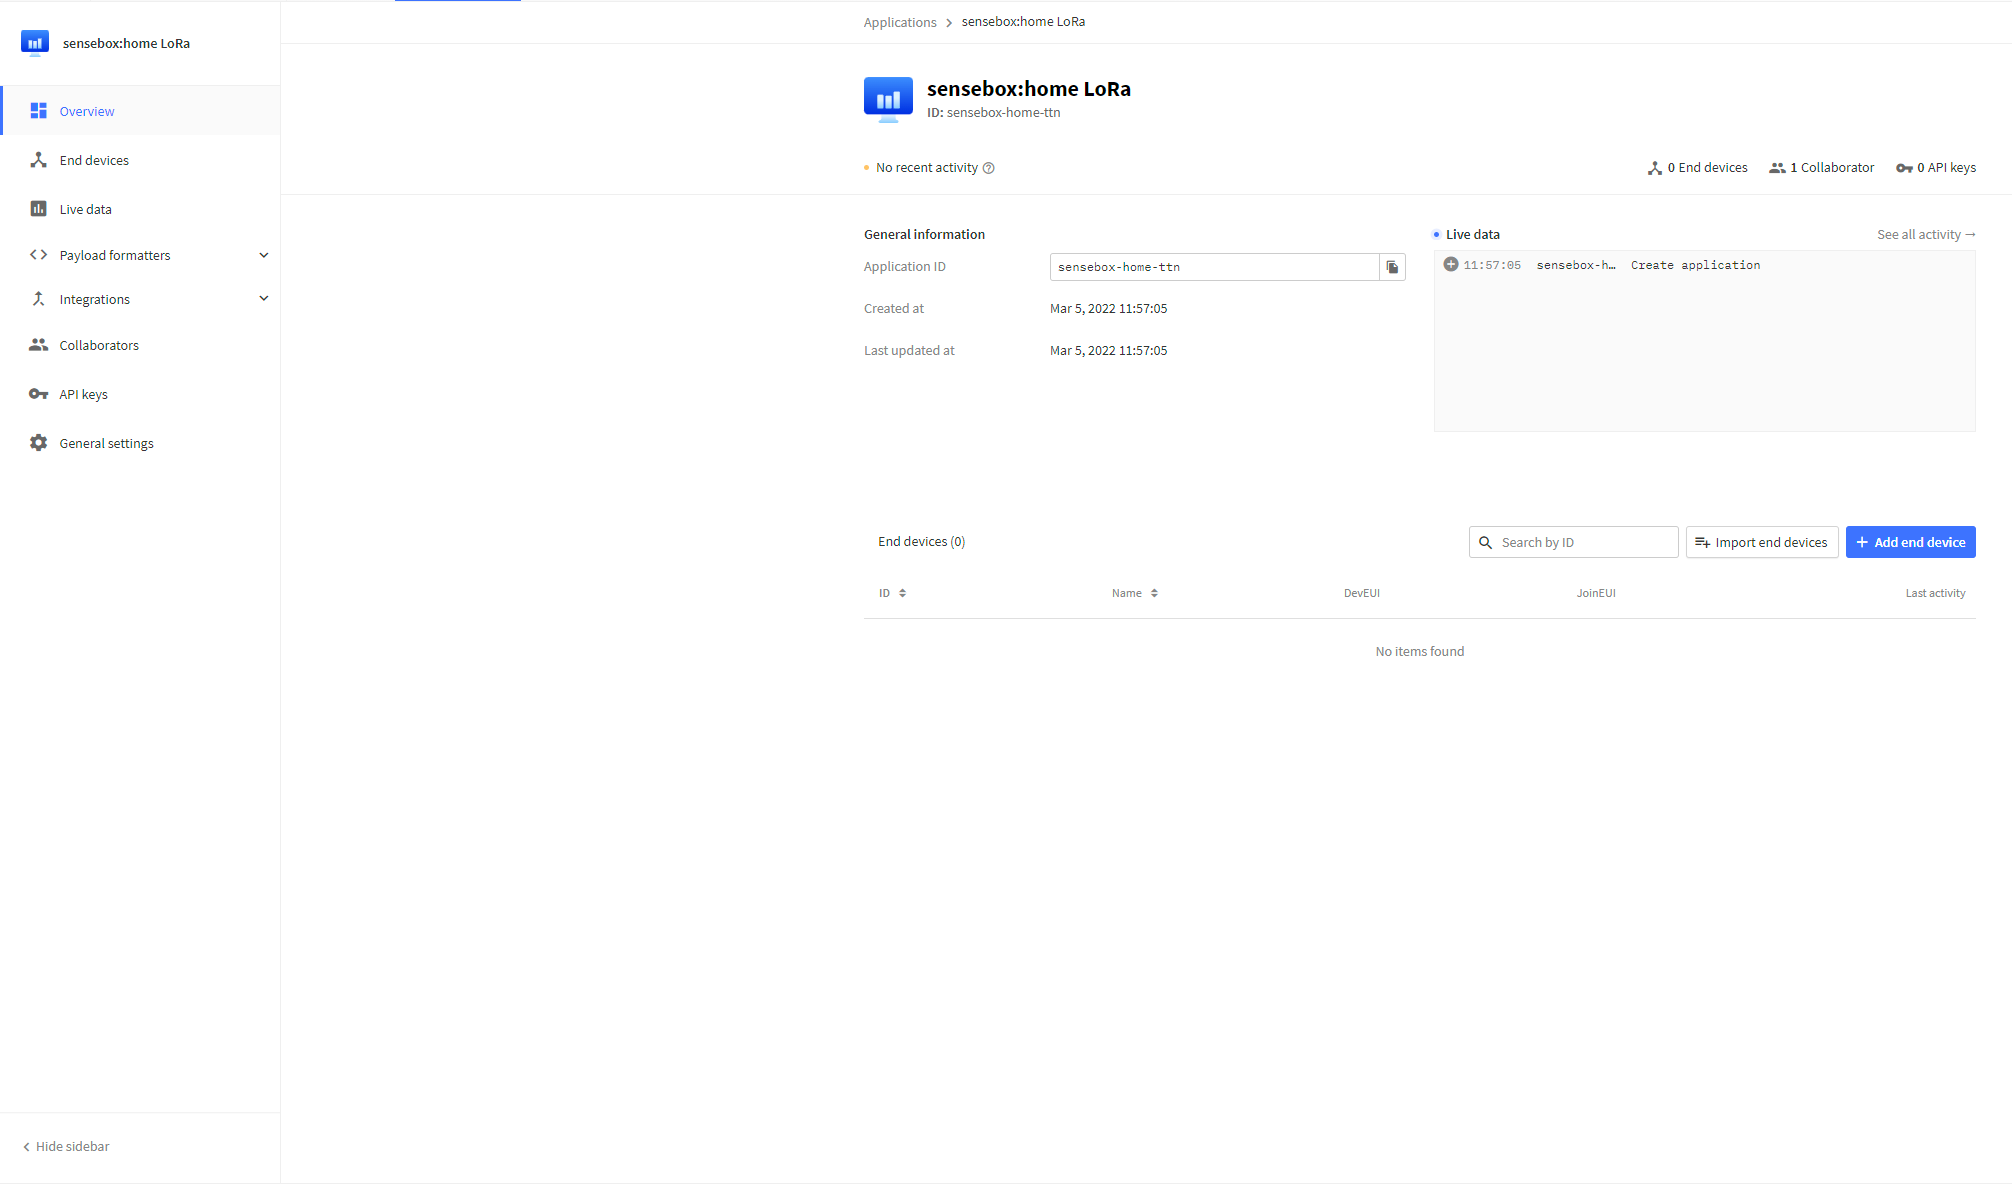 sensebox:home LoRa
Overview
End devices
Live data
Payload formatters
Integrations
Collaborators
API keys
General settings
Hide sidebar
Applications > sensebox:home LoRa
sensebox:home LoRa
ID: sensebox-home-ttn
No recent activity
0 End devices 1 Collaborator 0 API keys
General information
Application ID sensebox-home-ttn
Created at Mar 5, 2022 11:57:05
Last updated at Mar 5, 2022 11:57:05
Live data See all activity →
11:57:05 sensebox-h… Create application
End devices (0) Search by ID Import end devices + Add end device
ID Name DevEUI JoinEUI Last activity
No items found